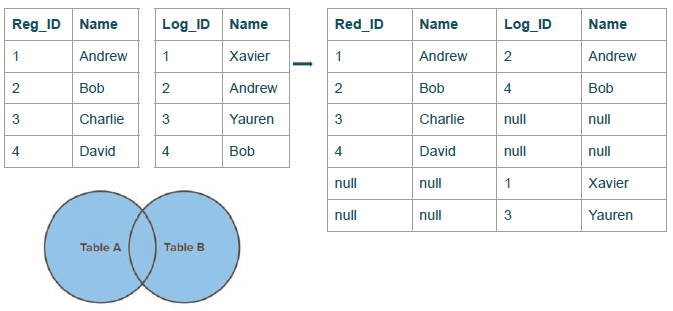 Reg_ID Name Log_ID Name Red_ID Name Log_ID Name
1 Andrew 1 Xavier 1 Andrew 2 Andrew
2 Bob 2 Andrew 2 Bob 4 Bob
3 Charlie 3 Yauren 3 Charlie null null
4 David 4 Bob 4 David null null
null null 1 Xavier
null null 3 Yauren
Table A Table B